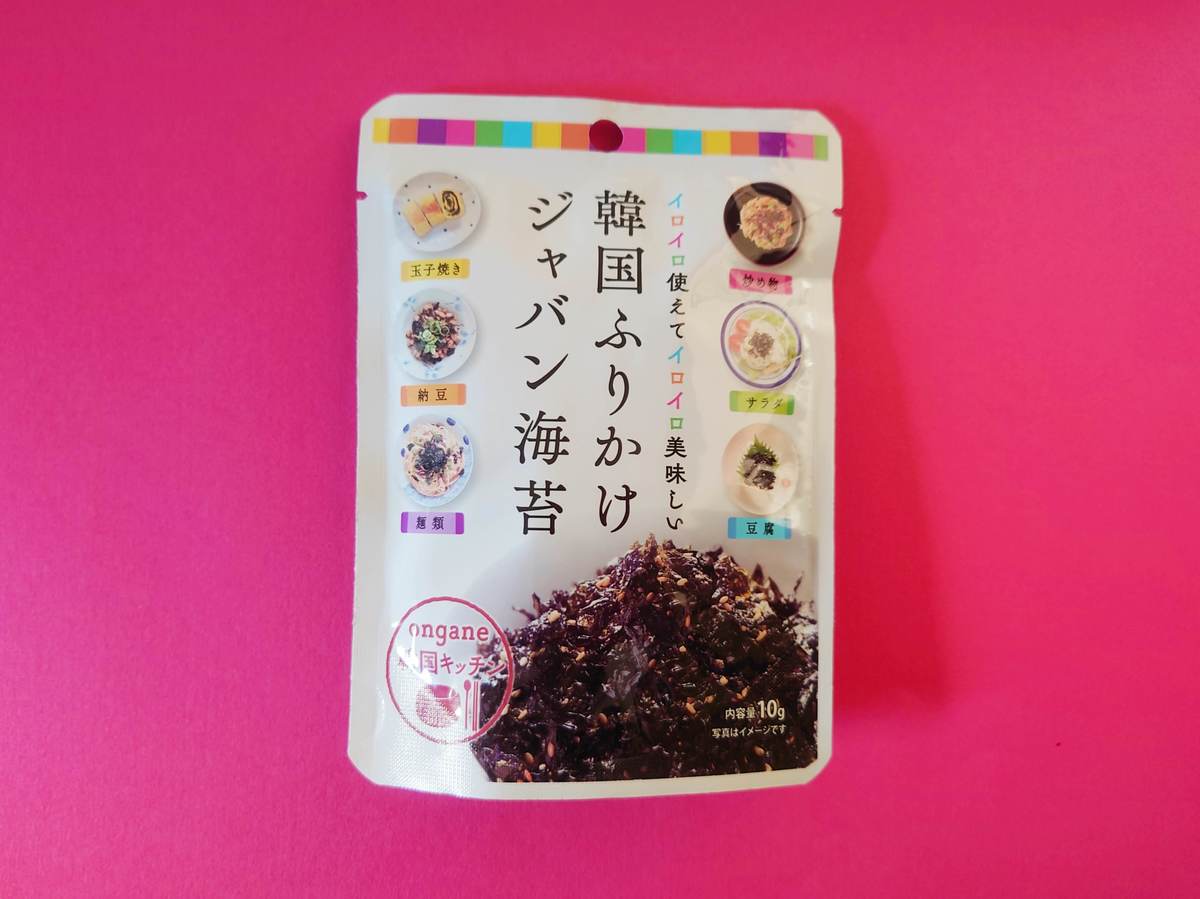 イロイロ使えてイロイロ美味しい
韓国ふりかけ
ジャバン海苔
玉子焼き
納豆
麺類
炒め物
サラダ
豆腐
ongane
韓国キッチン
内容量10g
写真はイメージです